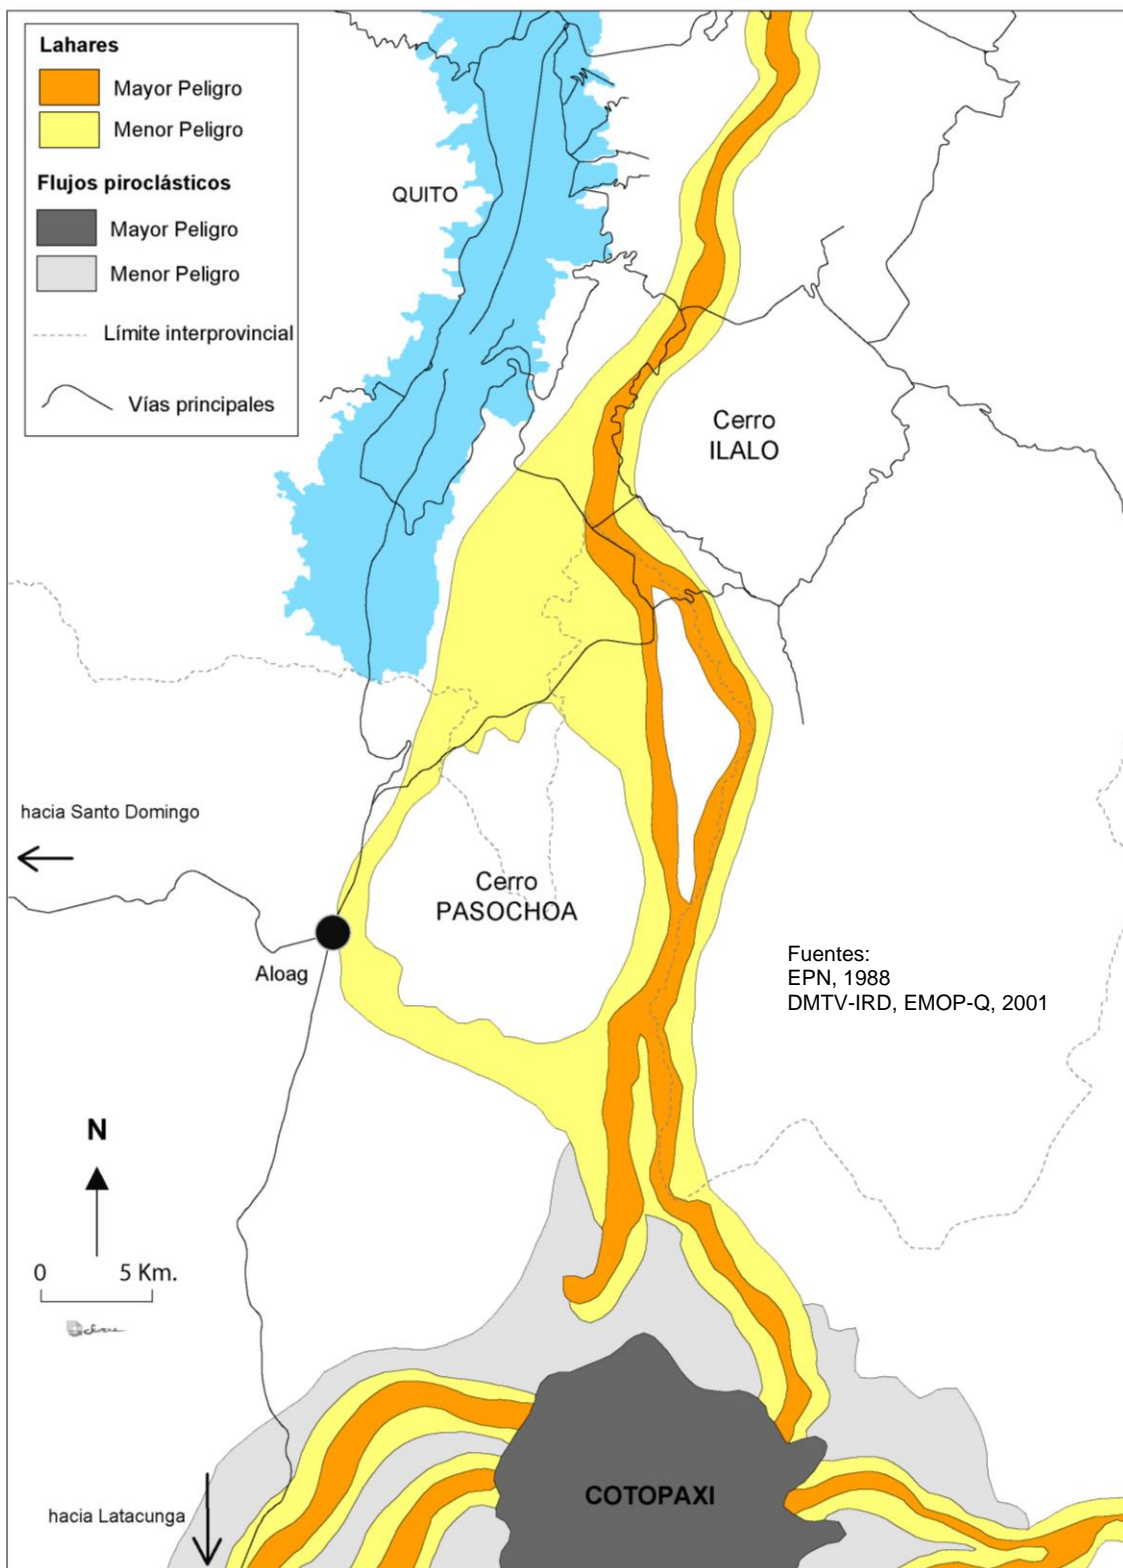 Lahares
Mayor Peligro
Menor Peligro
Flujos piroclásticos
Mayor Peligro
Menor Peligro
Límite interprovincial
Vías principales
QUITO
Cerro
ILALO
hacia Santo Domingo
Cerro
PASOCHOA
Aloag
Fuentes:
EPN, 1988
DMTV-IRD, EMOP-Q, 2001
N
0 5 Km.
COTOPAXI
hacia Latacunga